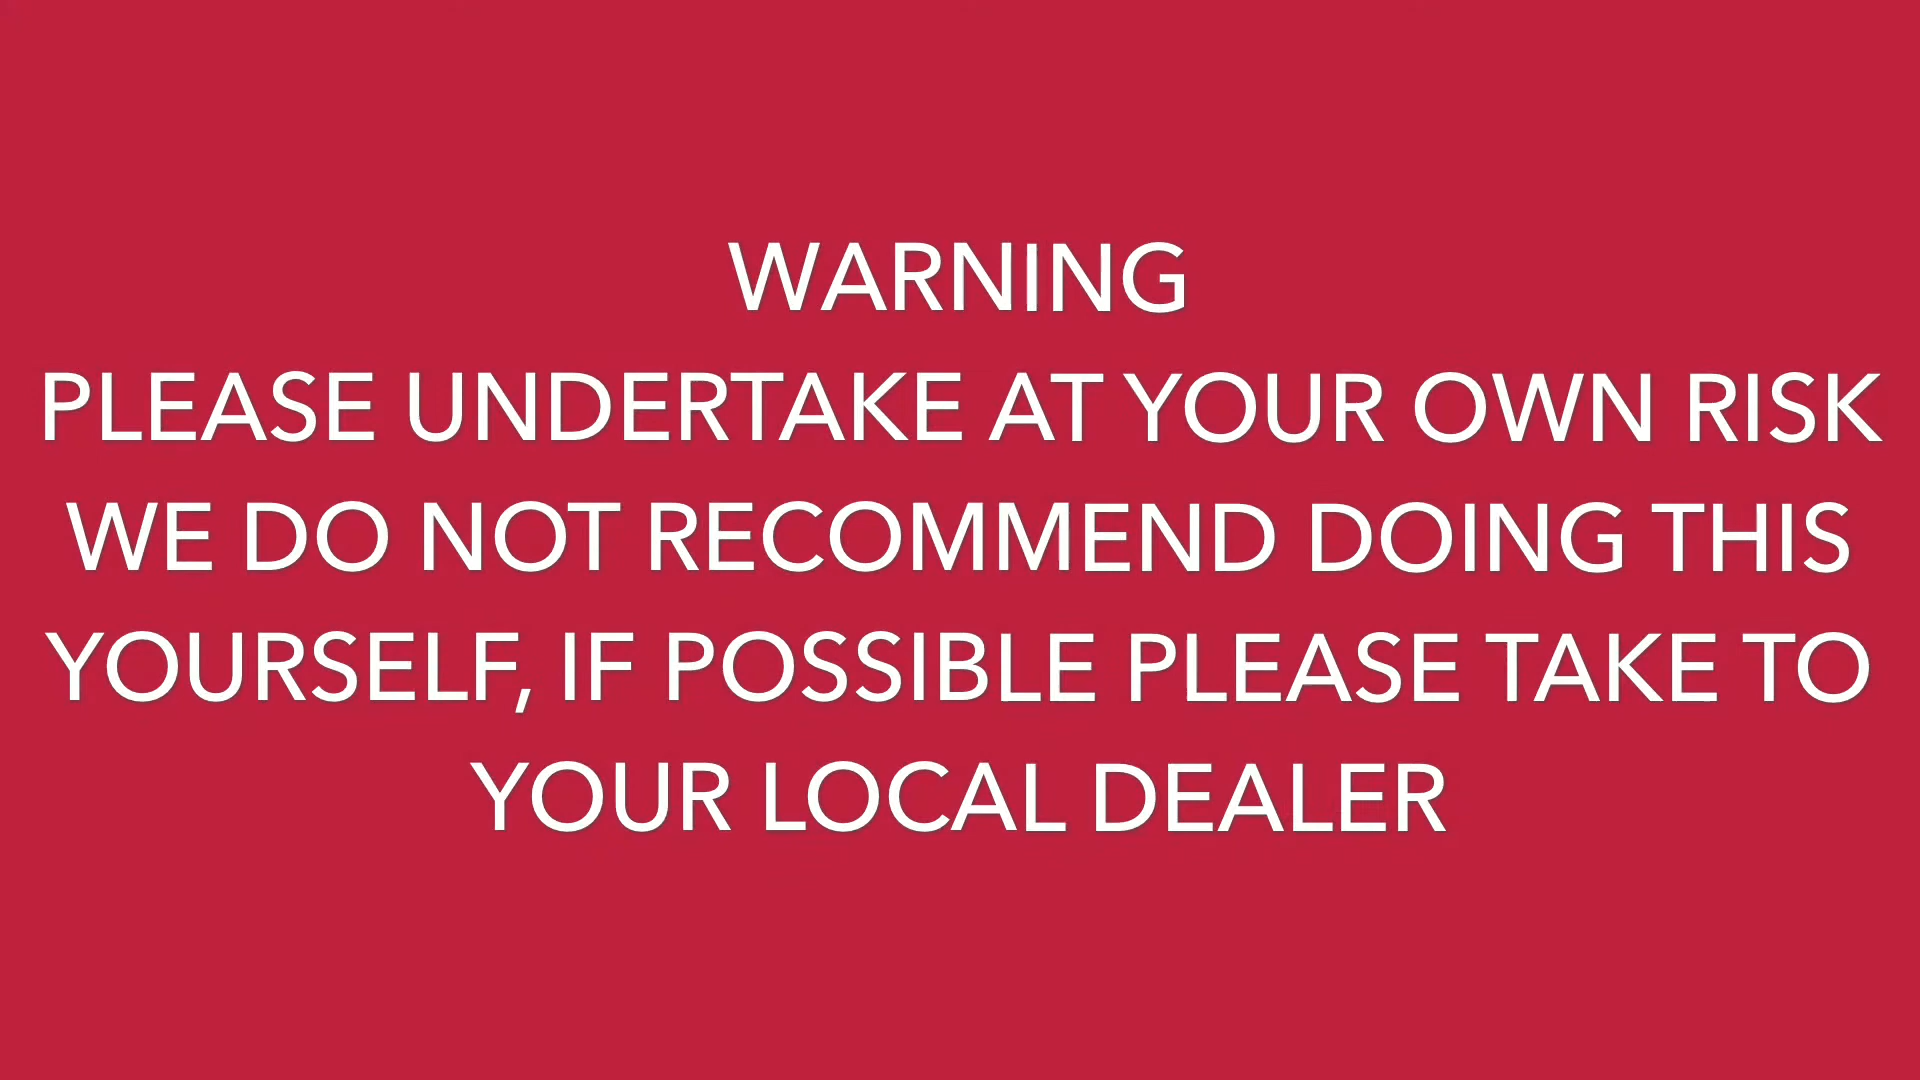 WARNING
PLEASE UNDERTAKE AT YOUR OWN RISK
WE DO NOT RECOMMEND DOING THIS
YOURSELF, IF POSSIBLE PLEASE TAKE TO
YOUR LOCAL DEALER